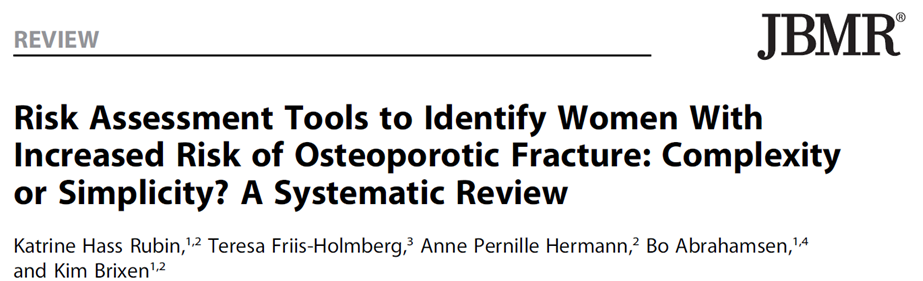 REVIEW
JBMR®
Risk Assessment Tools to Identify Women With
Increased Risk of Osteoporotic Fracture: Complexity
or Simplicity? A Systematic Review
Katrine Hass Rubin,1,2 Teresa Friis-Holmberg,3 Anne Pernille Hermann,2 Bo Abrahamsen,1,4
and Kim Brixen1,2